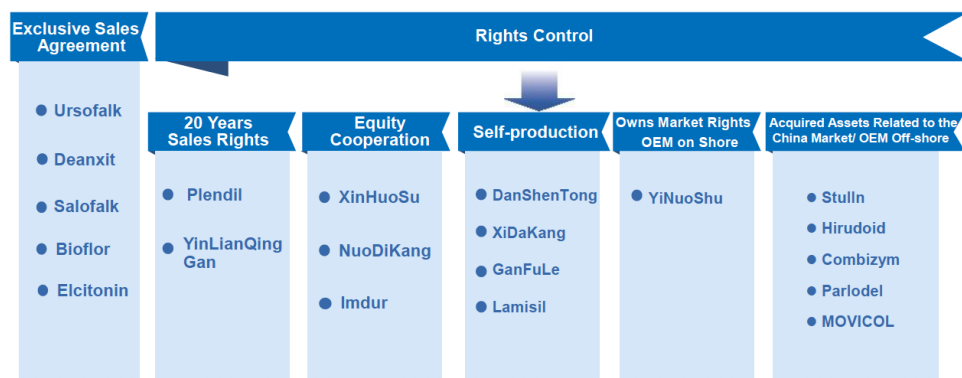 Exclusive Sales
Agreement
Rights Control
Ursofalk
Deanxit
Salofalk
Bioflor
Elcitonin
20 Years
Sales Rights
Plendil
YinLianQing
Gan
Equity
Cooperation
XinHuoSu
NuoDiKang
Imdur
Self-production
DanShenTong
XiDaKang
GanFuLe
Lamisil
Owns Market Rights
OEM on Shore
YiNuoShu
Acquired Assets Related to the
China Market/ OEM Off-shore
Stulln
Hirudoid
Combizym
Parlodel
MOVICOL